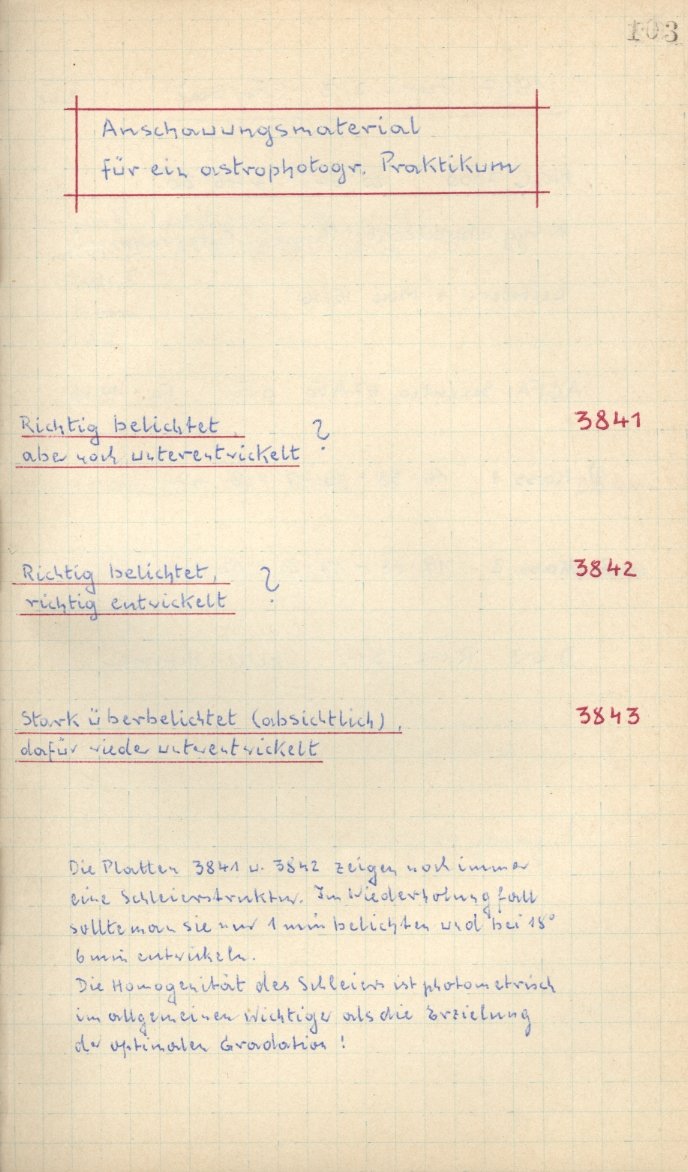 103
Anschauungsmaterial
für ein astrophotogr. Praktikum
Richtig belichtet, ? 3841
aber noch unterentwickelt
Richtig belichtet, ? 3842
richtig entwickelt
Stark überbelichtet (absichtlich), 3843
dafür wieder unterentwickelt
Die Platten 3841 u. 3842 zeigen noch immer
eine Schleierstruktur. Im Wiederholungsfall
sollte man sie nur 1 min belichten und bei 18°
6 min entwickeln.
Die Homogenität des Schleiers ist photometrisch
im allgemeinen wichtiger als die Erzielung
der optimalen Gradation!